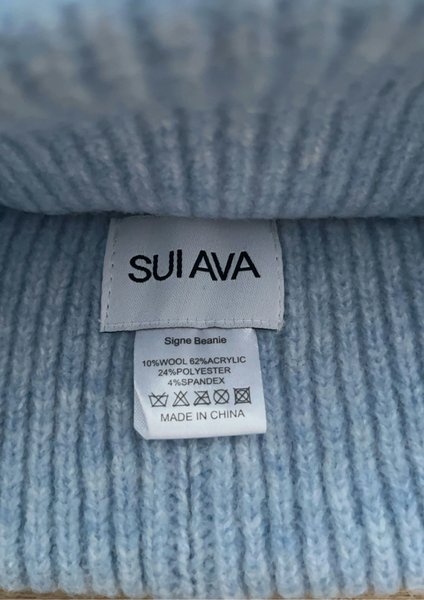 SUI AVA
Signe Beanie
10%WOOL 62%ACRYLIC
24%POLYESTER
4%SPANDEX
MADE IN CHINA